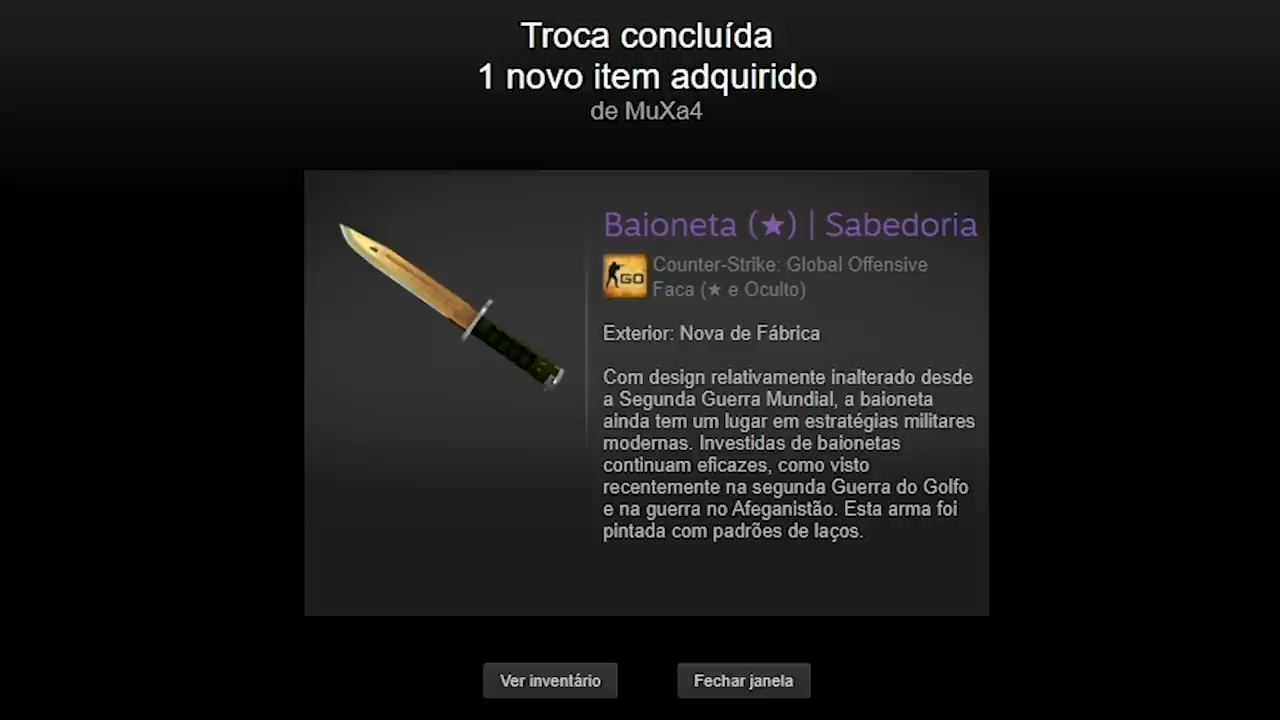 Troca concluída
1 novo item adquirido
de MuXa4
Baioneta (★) | Sabedoria
GO
Counter-Strike: Global Offensive
Faca (★ e Oculto)
Exterior: Nova de Fábrica
Com design relativamente inalterado desde
a Segunda Guerra Mundial, a baioneta
ainda tem um lugar em estratégias militares
modernas. Investidas de baionetas
continuam eficazes, como visto
recentemente na segunda Guerra do Golfo
e na guerra no Afeganistão. Esta arma foi
pintada com padrões de laços.
Ver inventário
Fechar janela